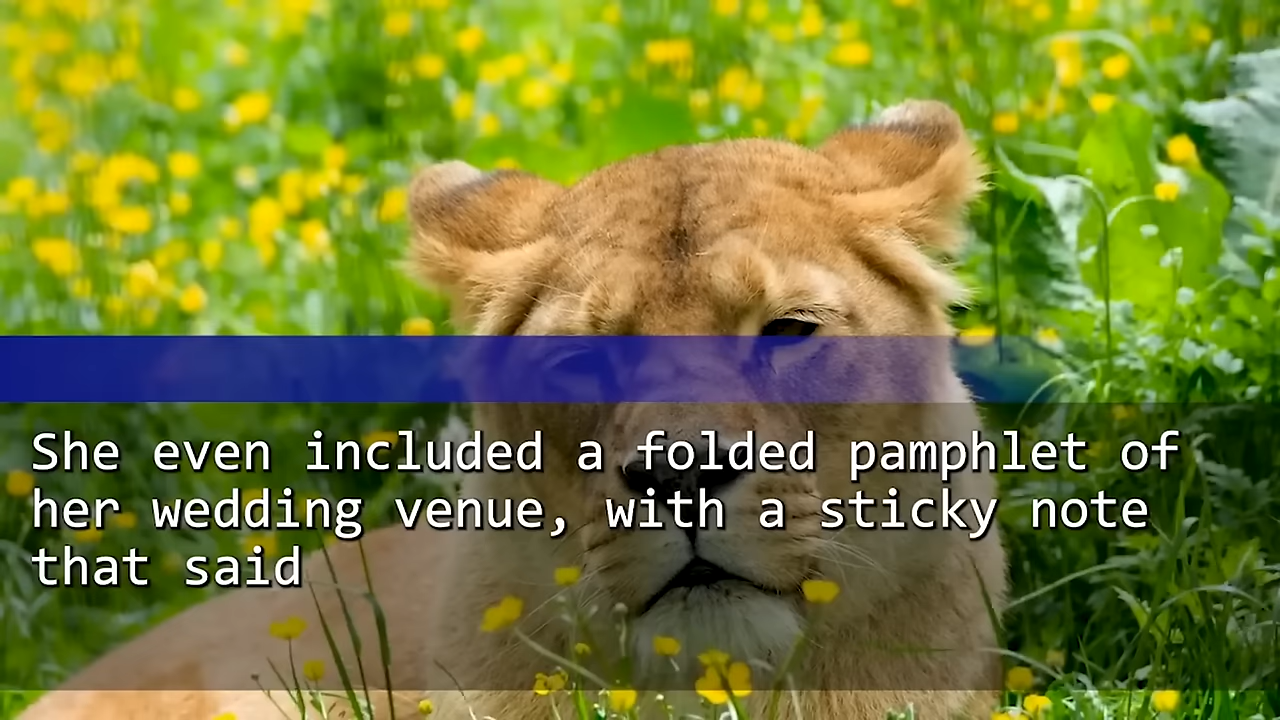 She even included a folded pamphlet of
her wedding venue, with a sticky note
that said